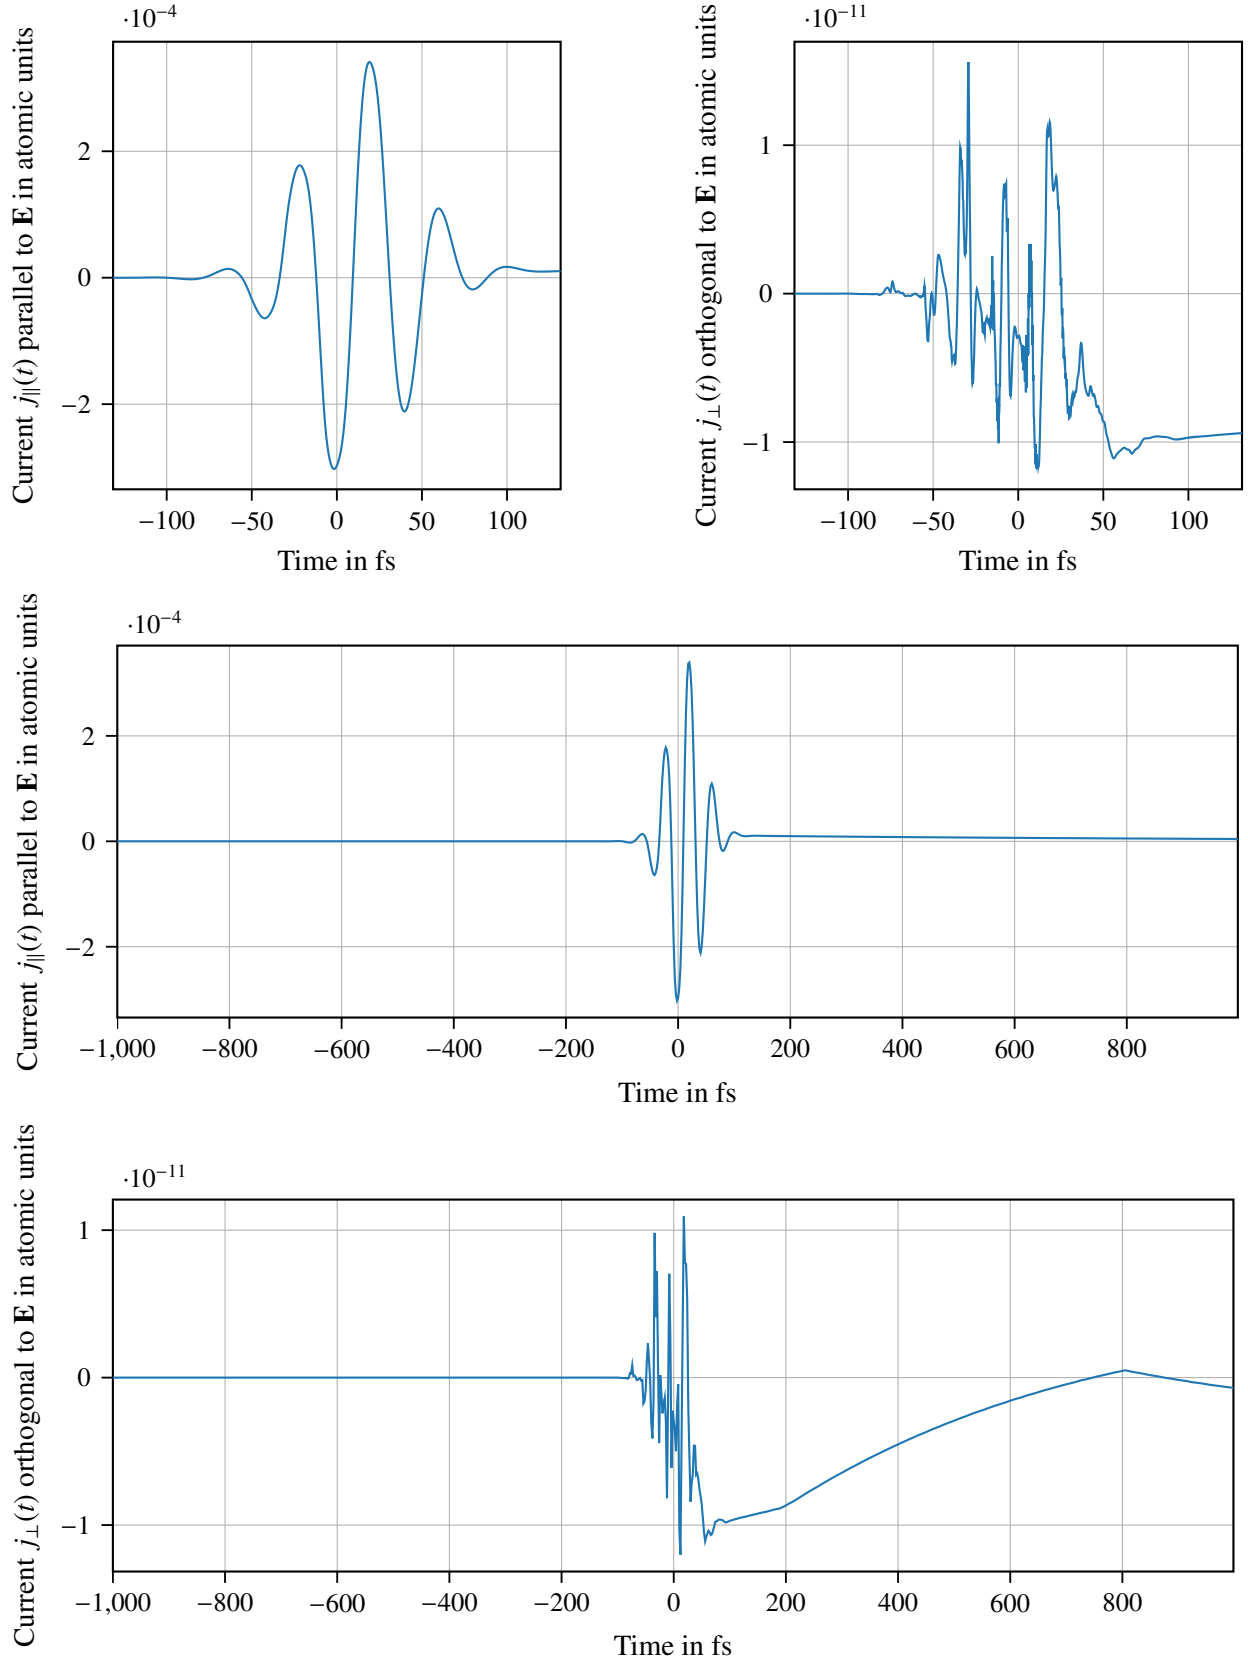 ·10⁻⁴
Current j∥(t) parallel to E in atomic units
2
0
−2
−100 −50 0 50 100
Time in fs
·10⁻¹¹
Current j⊥(t) orthogonal to E in atomic units
1
0
−1
−100 −50 0 50 100
Time in fs
·10⁻⁴
Current j∥(t) parallel to E in atomic units
2
0
−2
−1,000 −800 −600 −400 −200 0 200 400 600 800
Time in fs
·10⁻¹¹
Current j⊥(t) orthogonal to E in atomic units
1
0
−1
−1,000 −800 −600 −400 −200 0 200 400 600 800
Time in fs